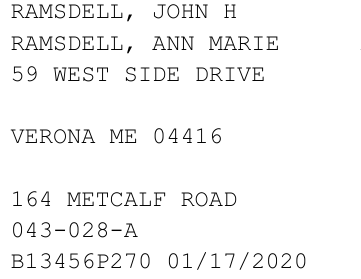 RAMSDELL, JOHN H
RAMSDELL, ANN MARIE
59 WEST SIDE DRIVE
VERONA ME 04416
164 METCALF ROAD
043-028-A
B13456P270 01/17/2020